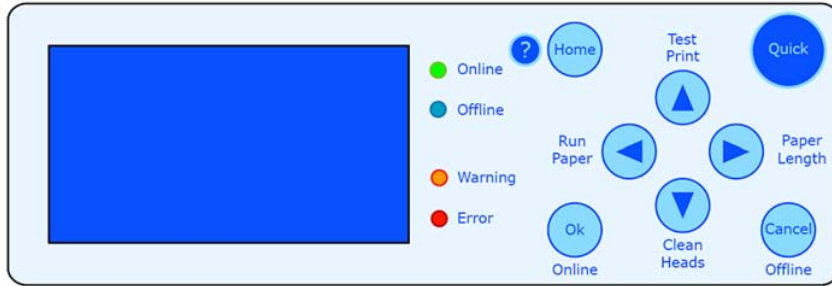 Online
Offline
Warning
Error
?
Home
Test
Print
Quick
Run
Paper
Paper
Length
Ok
Online
Clean
Heads
Cancel
Offline